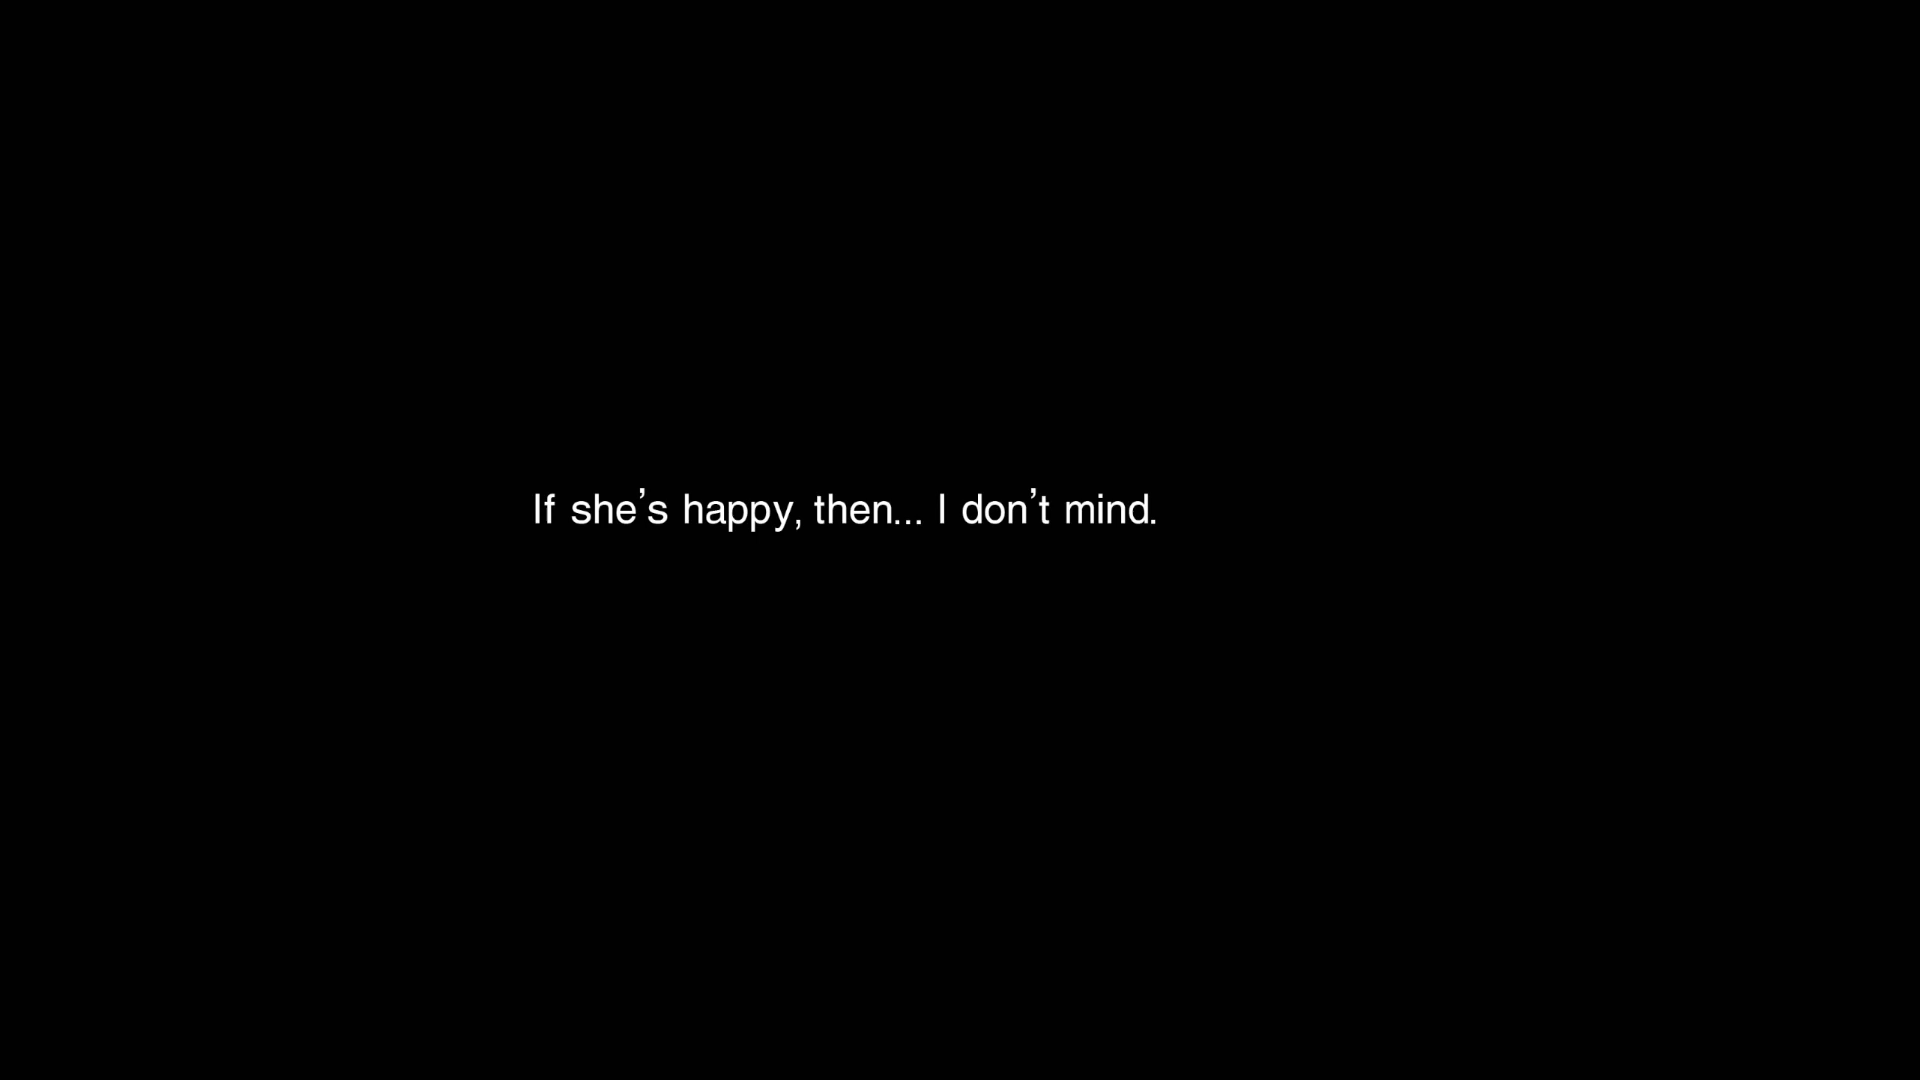 If she’s happy, then... I don’t mind.